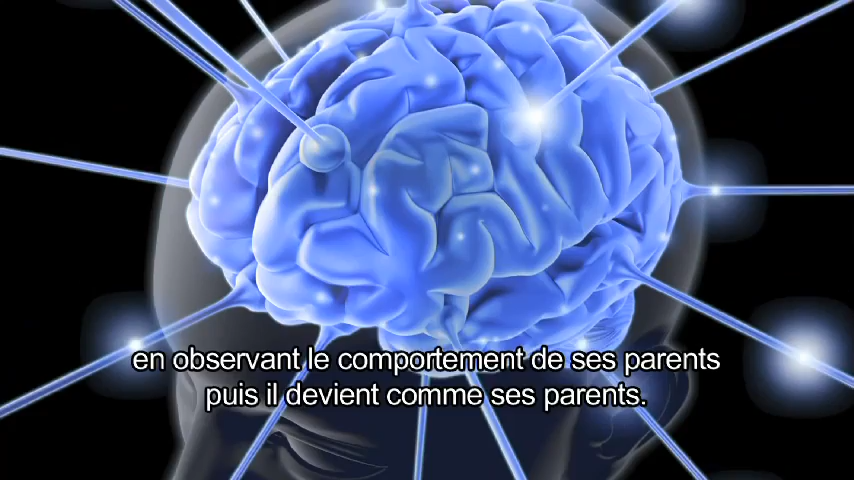 en observant le comportement de ses parents
puis il devient comme ses parents.